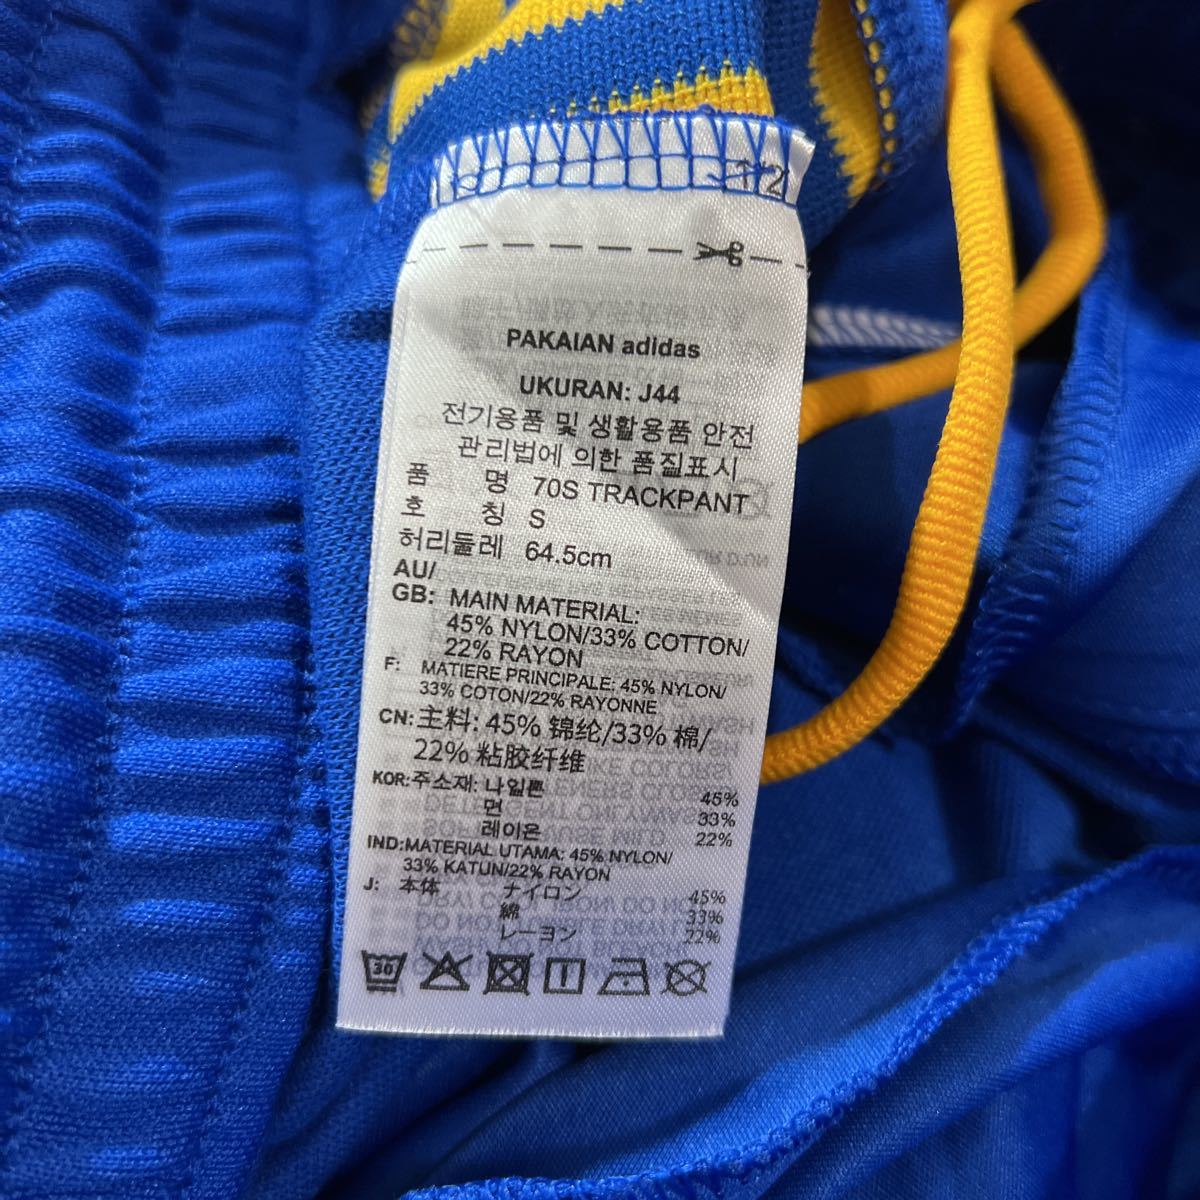 1/2
PAKAIAN adidas
UKURAN: J44
전기용품 및 생활용품 안전
관리법에 의한 품질표시
품 명 70S TRACKPANT
호 칭 S
허리둘레 64.5cm
AU/
GB: MAIN MATERIAL:
45% NYLON/33% COTTON/
22% RAYON
F: MATIERE PRINCIPALE: 45% NYLON/
33% COTON/22% RAYONNE
CN: 主料: 45% 锦纶/33% 棉/
22% 粘胶纤维
KOR: 주소재: 나일론 45%
면 33%
레이온 22%
IND: MATERIAL UTAMA: 45% NYLON/
33% KATUN/22% RAYON
J: 本体 ナイロン 45%
綿 33%
レーヨン 22%
30